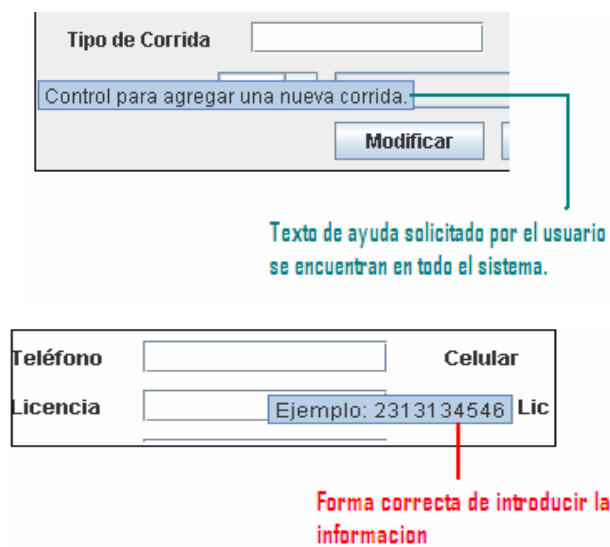 Tipo de Corrida
Control para agregar una nueva corrida.
Modificar
Texto de ayuda solicitado por el usuario
se encuentran en todo el sistema.
Teléfono Celular
Licencia Ejemplo: 2313134546 Lic
Forma correcta de introducir la
informacion